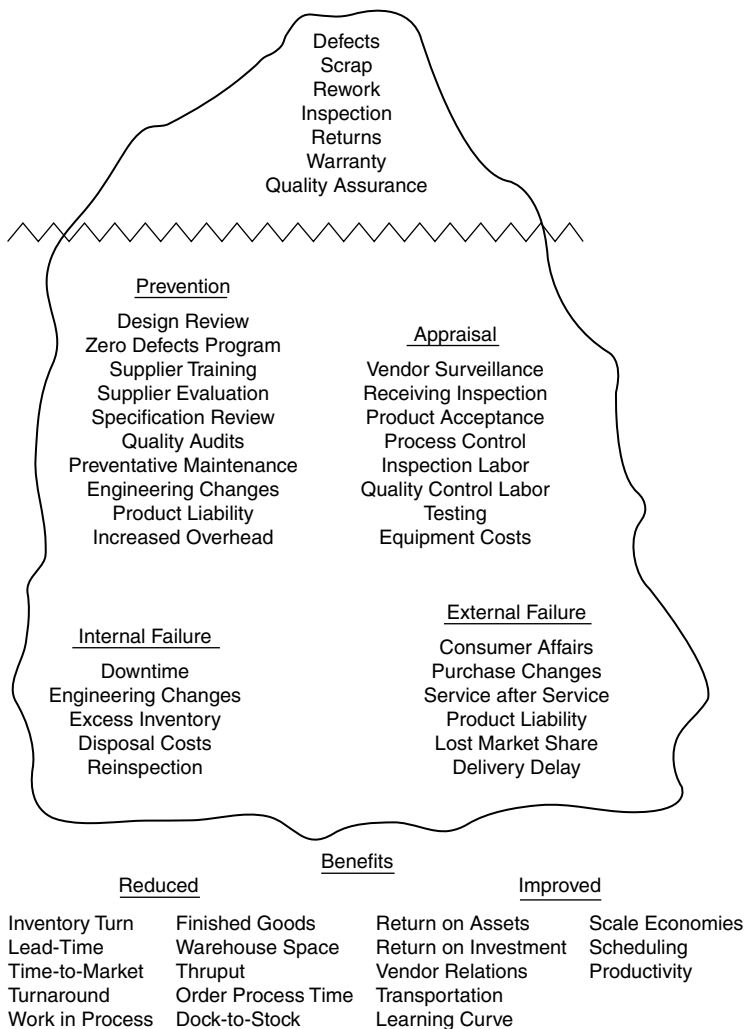 Defects
Scrap
Rework
Inspection
Returns
Warranty
Quality Assurance
Prevention
Design Review
Zero Defects Program
Supplier Training
Supplier Evaluation
Specification Review
Quality Audits
Preventative Maintenance
Engineering Changes
Product Liability
Increased Overhead
Appraisal
Vendor Surveillance
Receiving Inspection
Product Acceptance
Process Control
Inspection Labor
Quality Control Labor
Testing
Equipment Costs
Internal Failure
Downtime
Engineering Changes
Excess Inventory
Disposal Costs
Reinspection
External Failure
Consumer Affairs
Purchase Changes
Service after Service
Product Liability
Lost Market Share
Delivery Delay
Benefits
Reduced
Inventory Turn
Lead-Time
Time-to-Market
Turnaround
Work in Process
Finished Goods
Warehouse Space
Thruput
Order Process Time
Dock-to-Stock
Improved
Return on Assets
Return on Investment
Vendor Relations
Transportation
Learning Curve
Scale Economies
Scheduling
Productivity